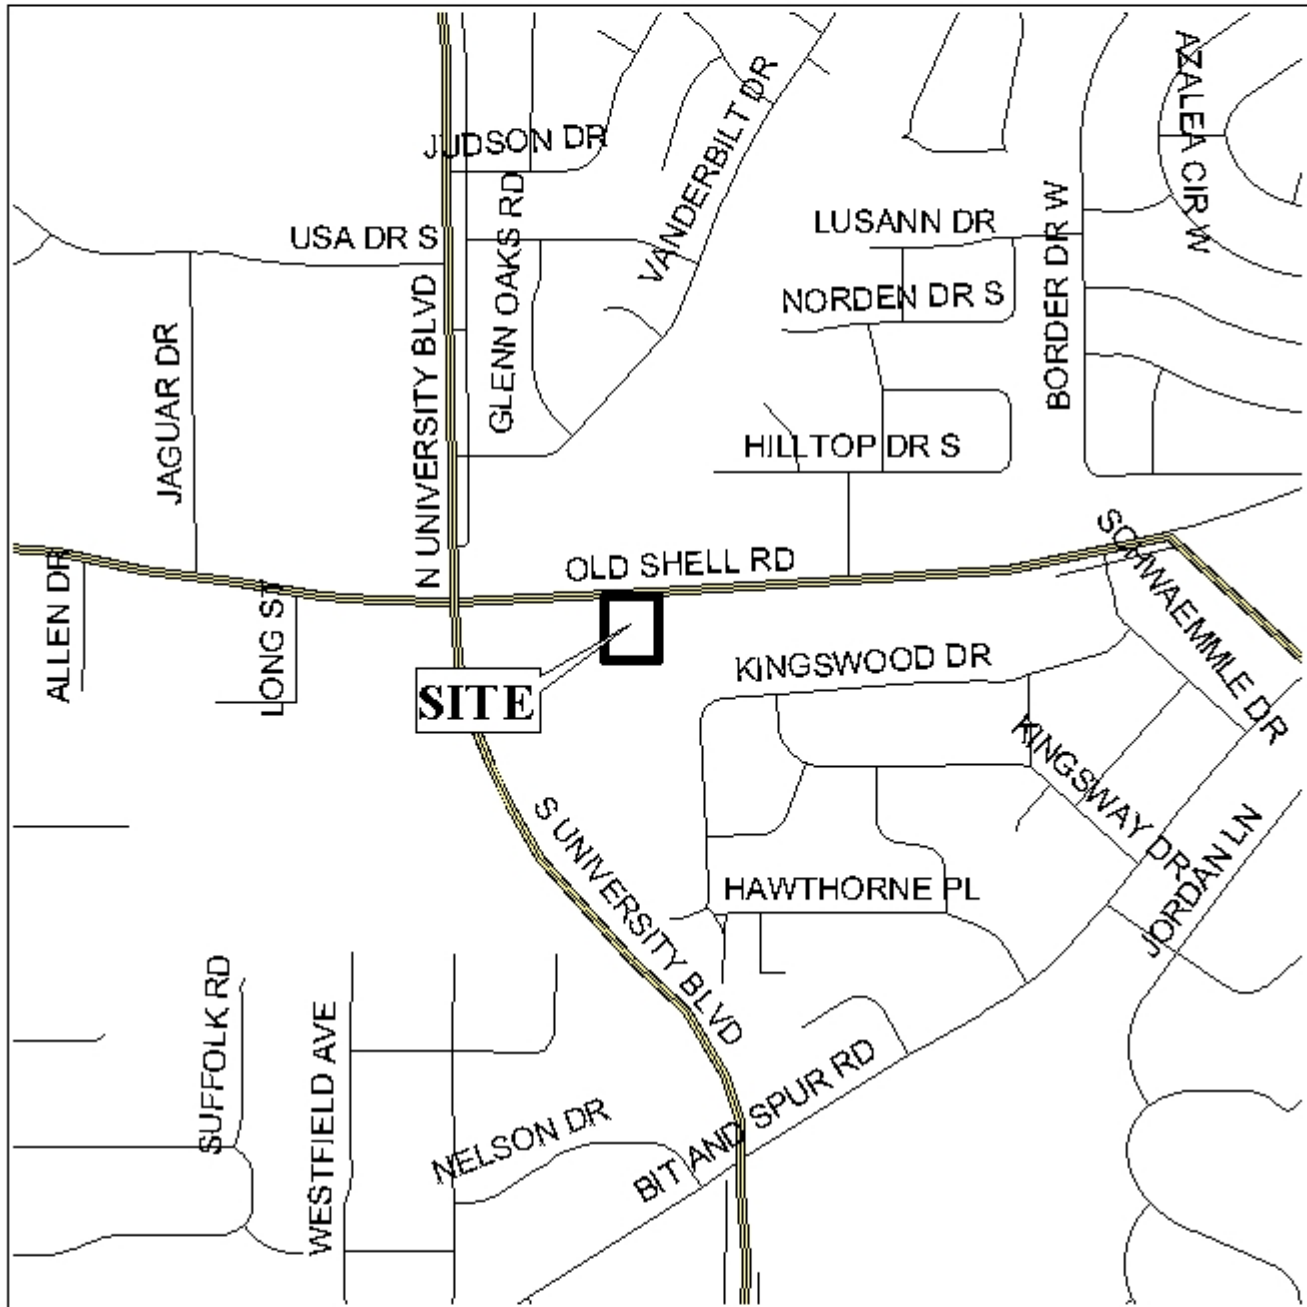 AZALEA CIR W
JUDSON DR
VANDERBILT DR
GLENN OAKS RD
USA DR S
LUSANN DR
BORDER DR W
NORDEN DR S
N UNIVERSITY BLVD
JAGUAR DR
HILLTOP DR S
OLD SHELL RD
SCHWAEMMLE DR
ALLEN DR
LONG ST
KINGSWOOD DR
SITE
KINGSWAY DR
S UNIVERSITY BLVD
JORDAN LN
HAWTHORNE PL
SUFFOLK RD
WESTFIELD AVE
NELSON DR
BIT AND SPUR RD